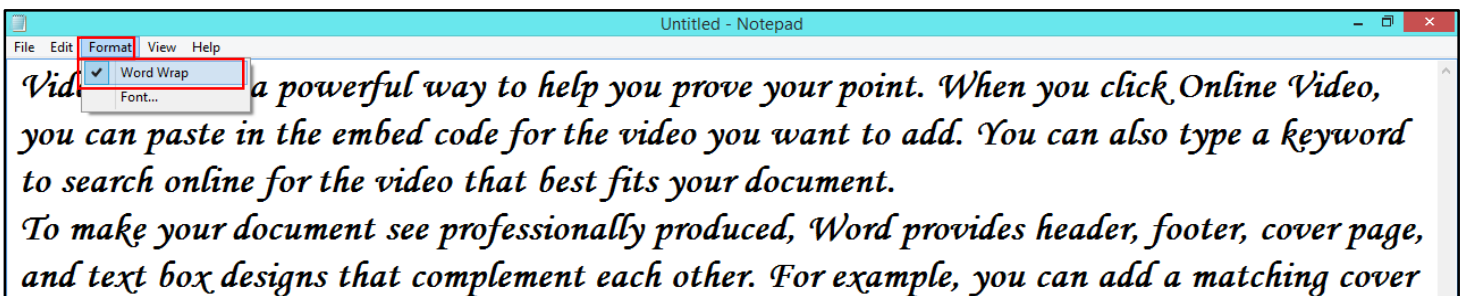 Untitled - Notepad
File Edit Format View Help
Word Wrap
Font...
a powerful way to help you prove your point. When you click Online Video,
you can paste in the embed code for the video you want to add. You can also type a keyword
to search online for the video that best fits your document.
To make your document see professionally produced, Word provides header, footer, cover page,
and text box designs that complement each other. For example, you can add a matching cover